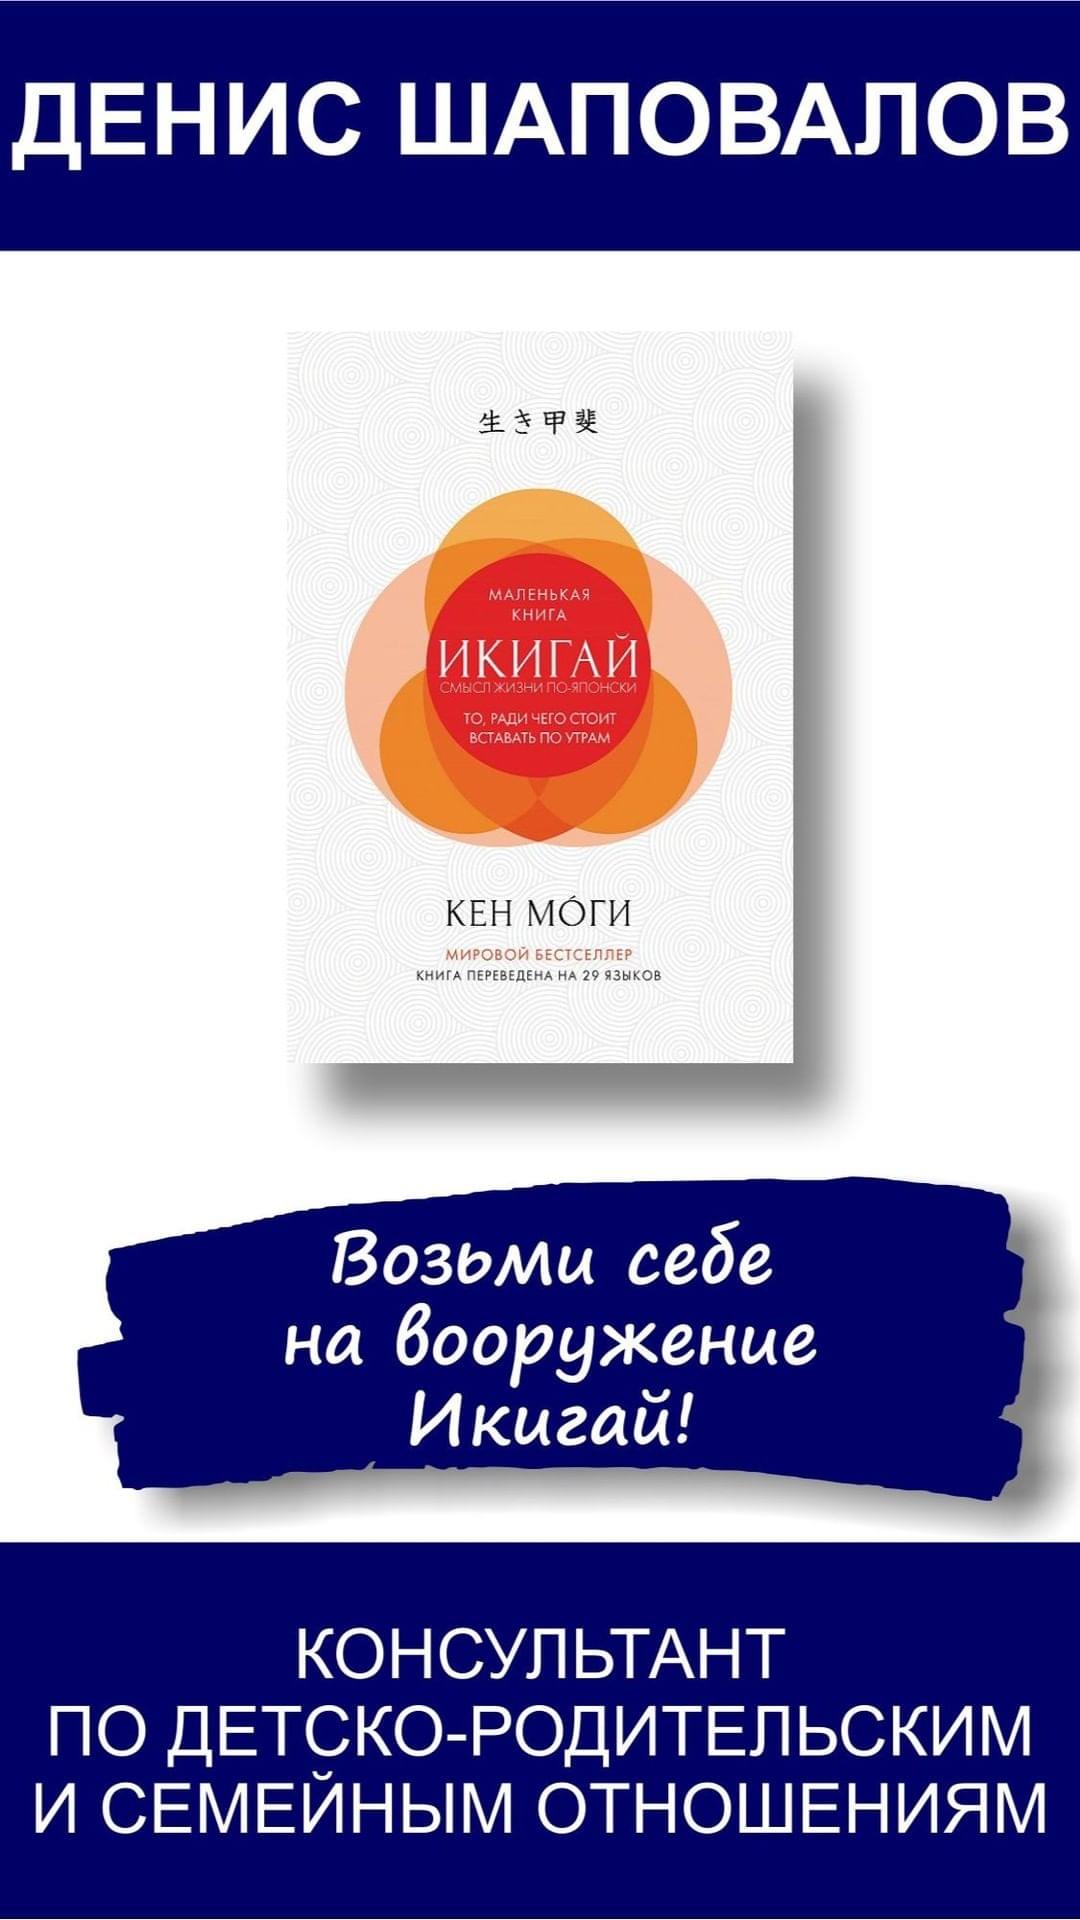 ДЕНИС ШАПОВАЛОВ
生き甲斐
МАЛЕНЬКАЯ
КНИГА
ИКИГАЙ
СМЫСЛ ЖИЗНИ ПО-ЯПОНСКИ
ТО, РАДИ ЧЕГО СТОИТ
ВСТАВАТЬ ПО УТРАМ
КЕН МÓГИ
МИРОВОЙ БЕСТСЕЛЛЕР
КНИГА ПЕРЕВЕДЕНА НА 29 ЯЗЫКОВ
Возьми себе
на вооружение
Икигай!
КОНСУЛЬТАНТ
ПО ДЕТСКО-РОДИТЕЛЬСКИМ
И СЕМЕЙНЫМ ОТНОШЕНИЯМ